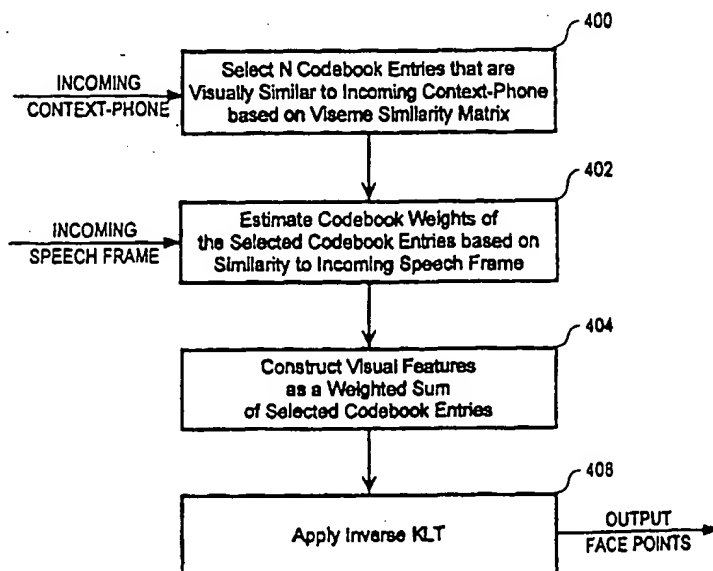 400
INCOMING
CONTEXT-PHONE
Select N Codebook Entries that are
Visually Similar to Incoming Context-Phone
based on Viseme Similarity Matrix
402
INCOMING
SPEECH FRAME
Estimate Codebook Weights of
the Selected Codebook Entries based on
Similarity to Incoming Speech Frame
404
Construct Visual Features
as a Weighted Sum
of Selected Codebook Entries
408
Apply Inverse KLT
OUTPUT
FACE POINTS